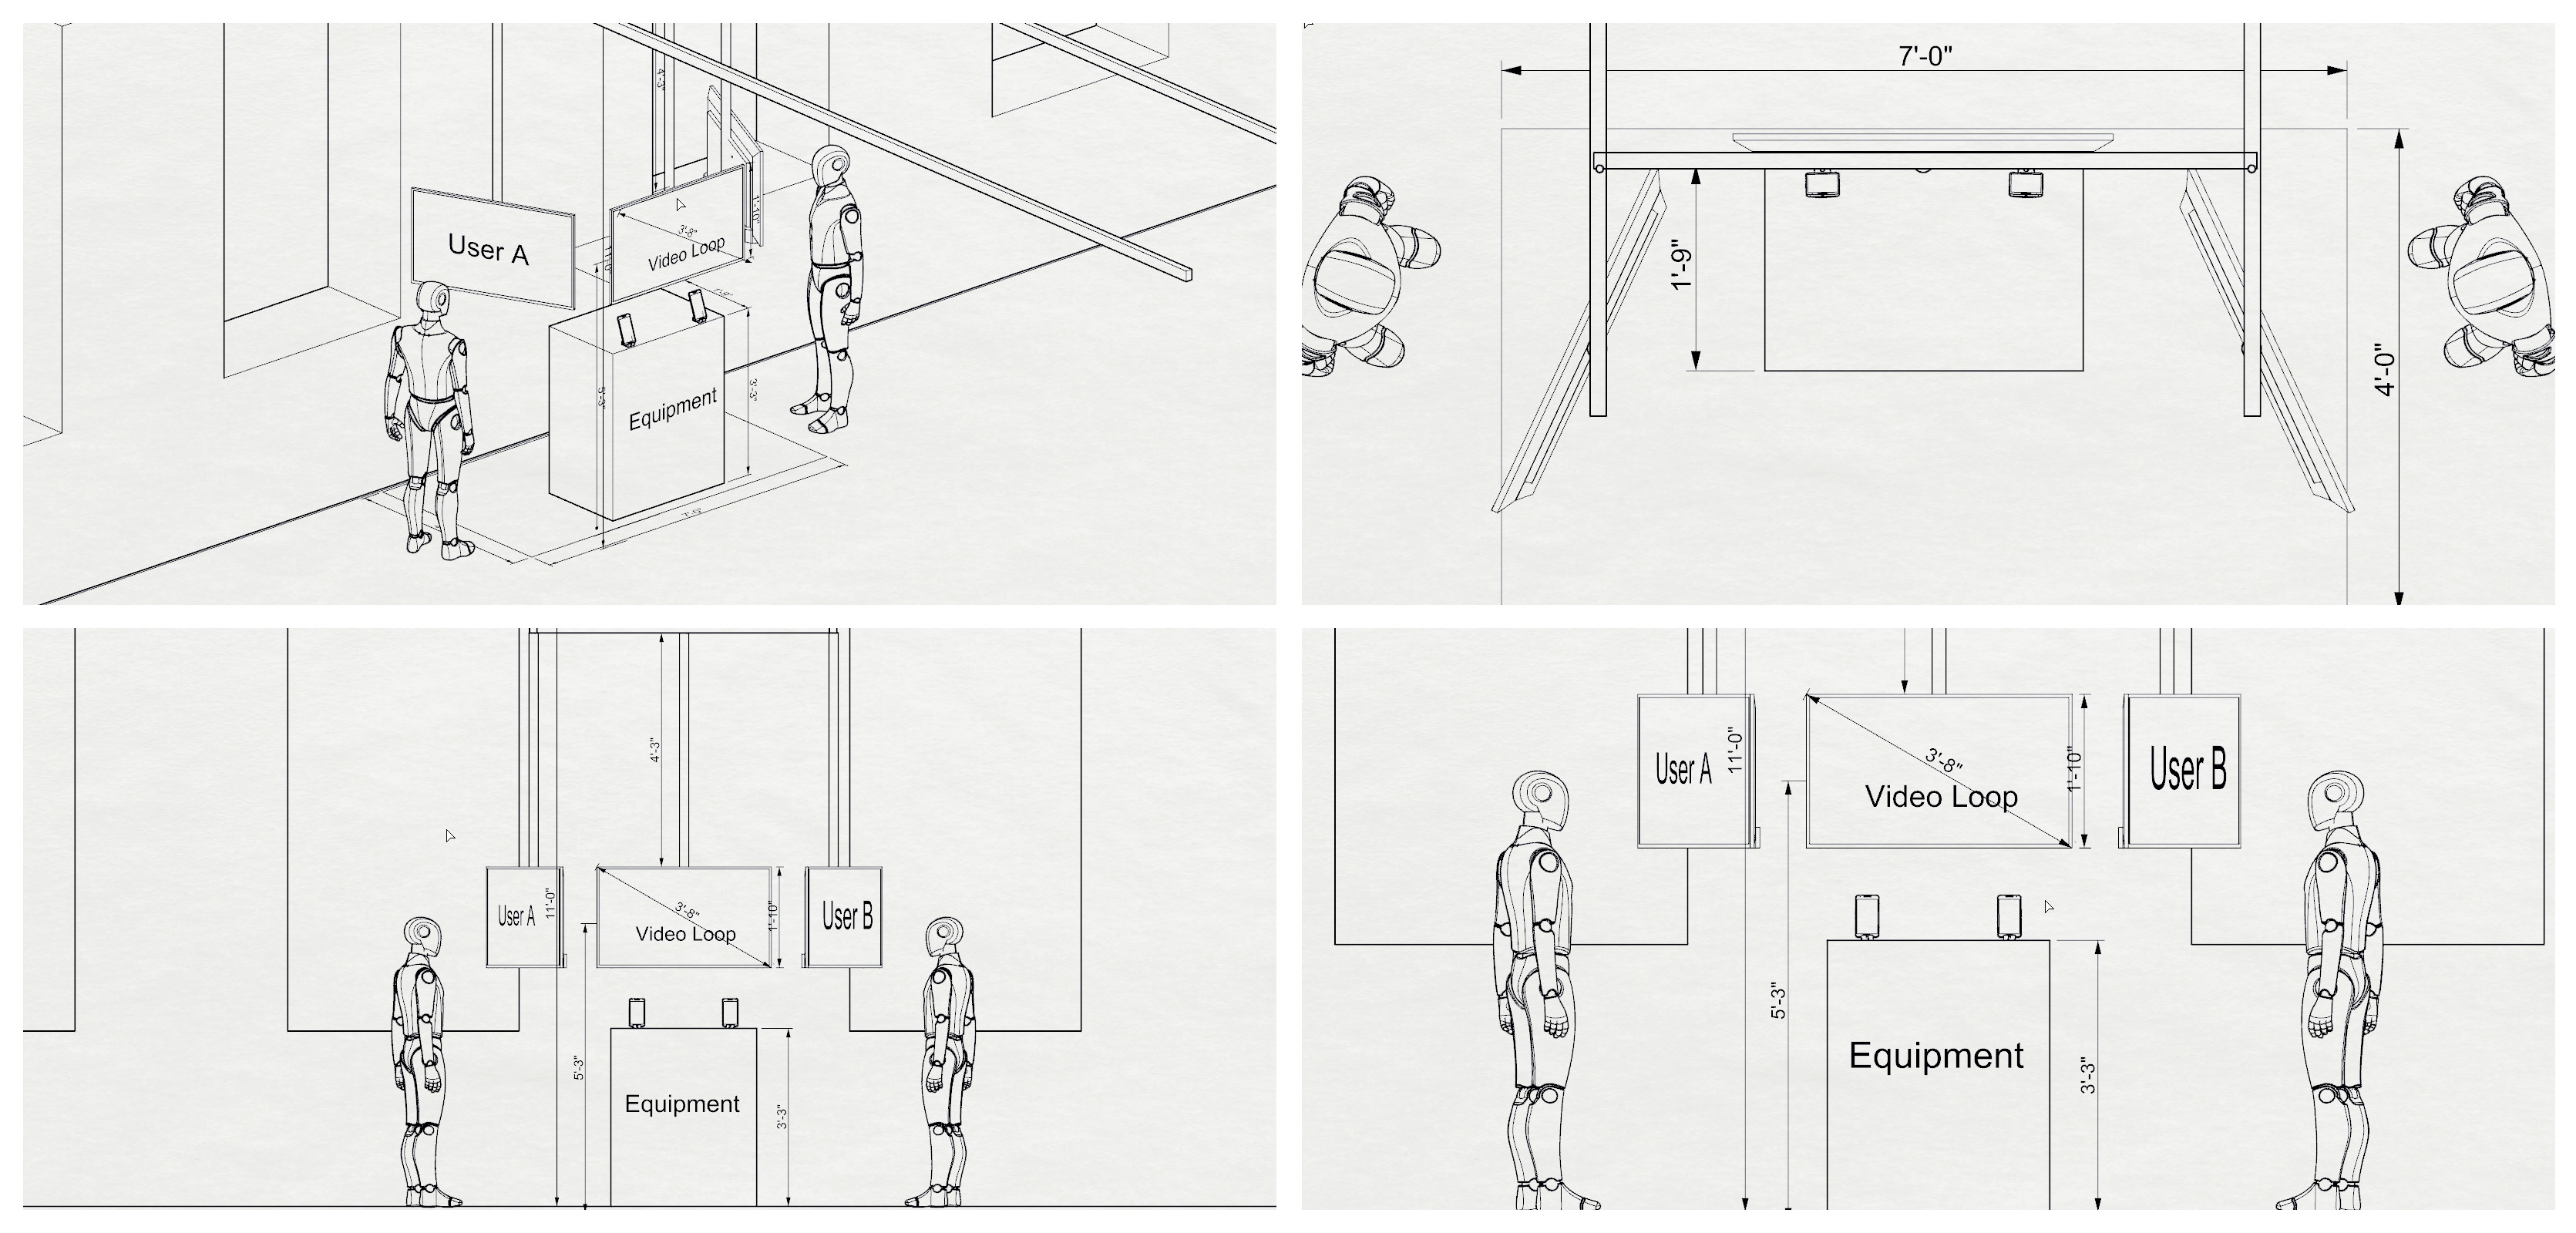 4'-3"
User A
3'-8"
Video Loop
1'-10"
Equipment
5'-3"
3'-3"
7'-0"
7'-0"
1'-9"
4'-0"
4'-3"
User A
11'-0"
3'-8"
Video Loop
1'-10"
User B
5'-3"
Equipment
3'-3"
User A
11'-0"
3'-8"
Video Loop
1'-10"
User B
5'-3"
Equipment
3'-3"